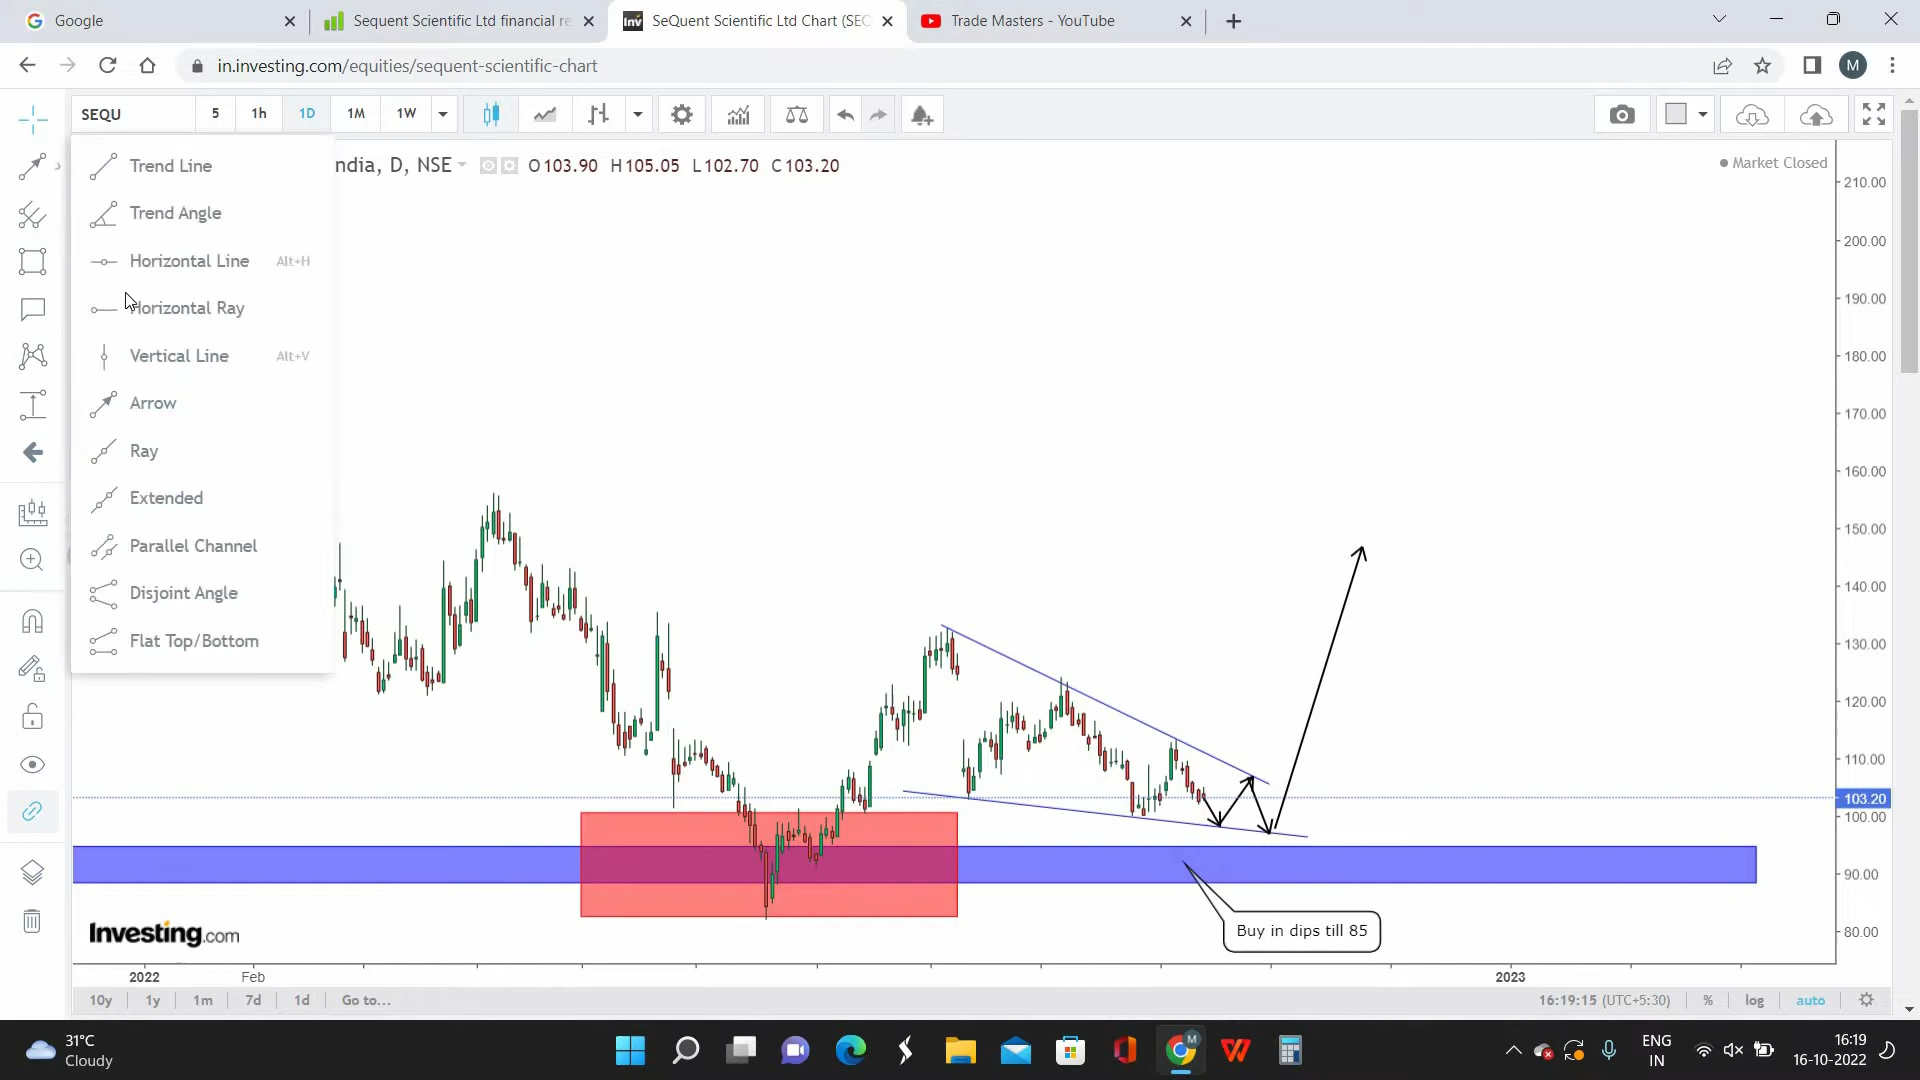 Google
Sequent Scientific Ltd financial re
SeQuent Scientific Ltd Chart (SEQ
Trade Masters - YouTube
in.investing.com/equities/sequent-scientific-chart
M
SEQU
5
1h
1D
1M
1W
ndia, D, NSE
O103.90 H105.05 L102.70 C103.20
Market Closed
Trend Line
Trend Angle
Horizontal Line Alt+H
Horizontal Ray
Vertical Line Alt+V
Arrow
Ray
Extended
Parallel Channel
Disjoint Angle
Flat Top/Bottom
210.00
200.00
190.00
180.00
170.00
160.00
150.00
140.00
130.00
120.00
110.00
103.20
100.00
90.00
80.00
Buy in dips till 85
Investing.com
2022
Feb
2023
10y
1y
1m
7d
1d
Go to...
16:19:15 (UTC+5:30)
%
log
auto
31°C
Cloudy
ENG
IN
16:19
16-10-2022